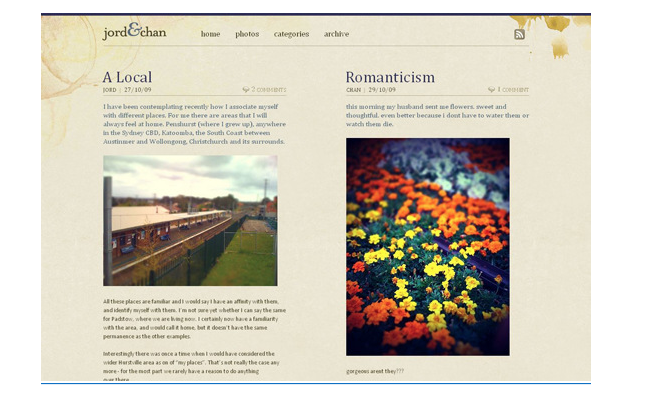 jord&chan
home photos categories archive
A Local
JORD | 27/10/09
2 COMMENTS
I have been contemplating recently how I associate myself
with different places. For me there are areas that I will
always feel at home. Penshurst (where I grew up), anywhere
in the Sydney CBD, Katoomba, the South Coast between
Austinmer and Wollongong, Christchurch and its surrounds.
All these places are familiar and I would say I have an affinity with them,
and identify myself with them. I'm not sure yet whether I can say the same
for Padstow, where we are living now. I certainly now have a familiarity
with the area, and would call it home, but it doesn't have the same
permanence as the other examples.
Interestingly there was once a time when I would have considered the
wider Hurstville area as on of "my places". That's not really the case any
more - for the most part we rarely have a reason to do anything
over there
Romanticism
CHAN | 29/10/09
1 COMMENT
this morning my husband sent me flowers. sweet and
thoughtful. even better because i dont have to water them or
watch them die.
gorgeous arent they???